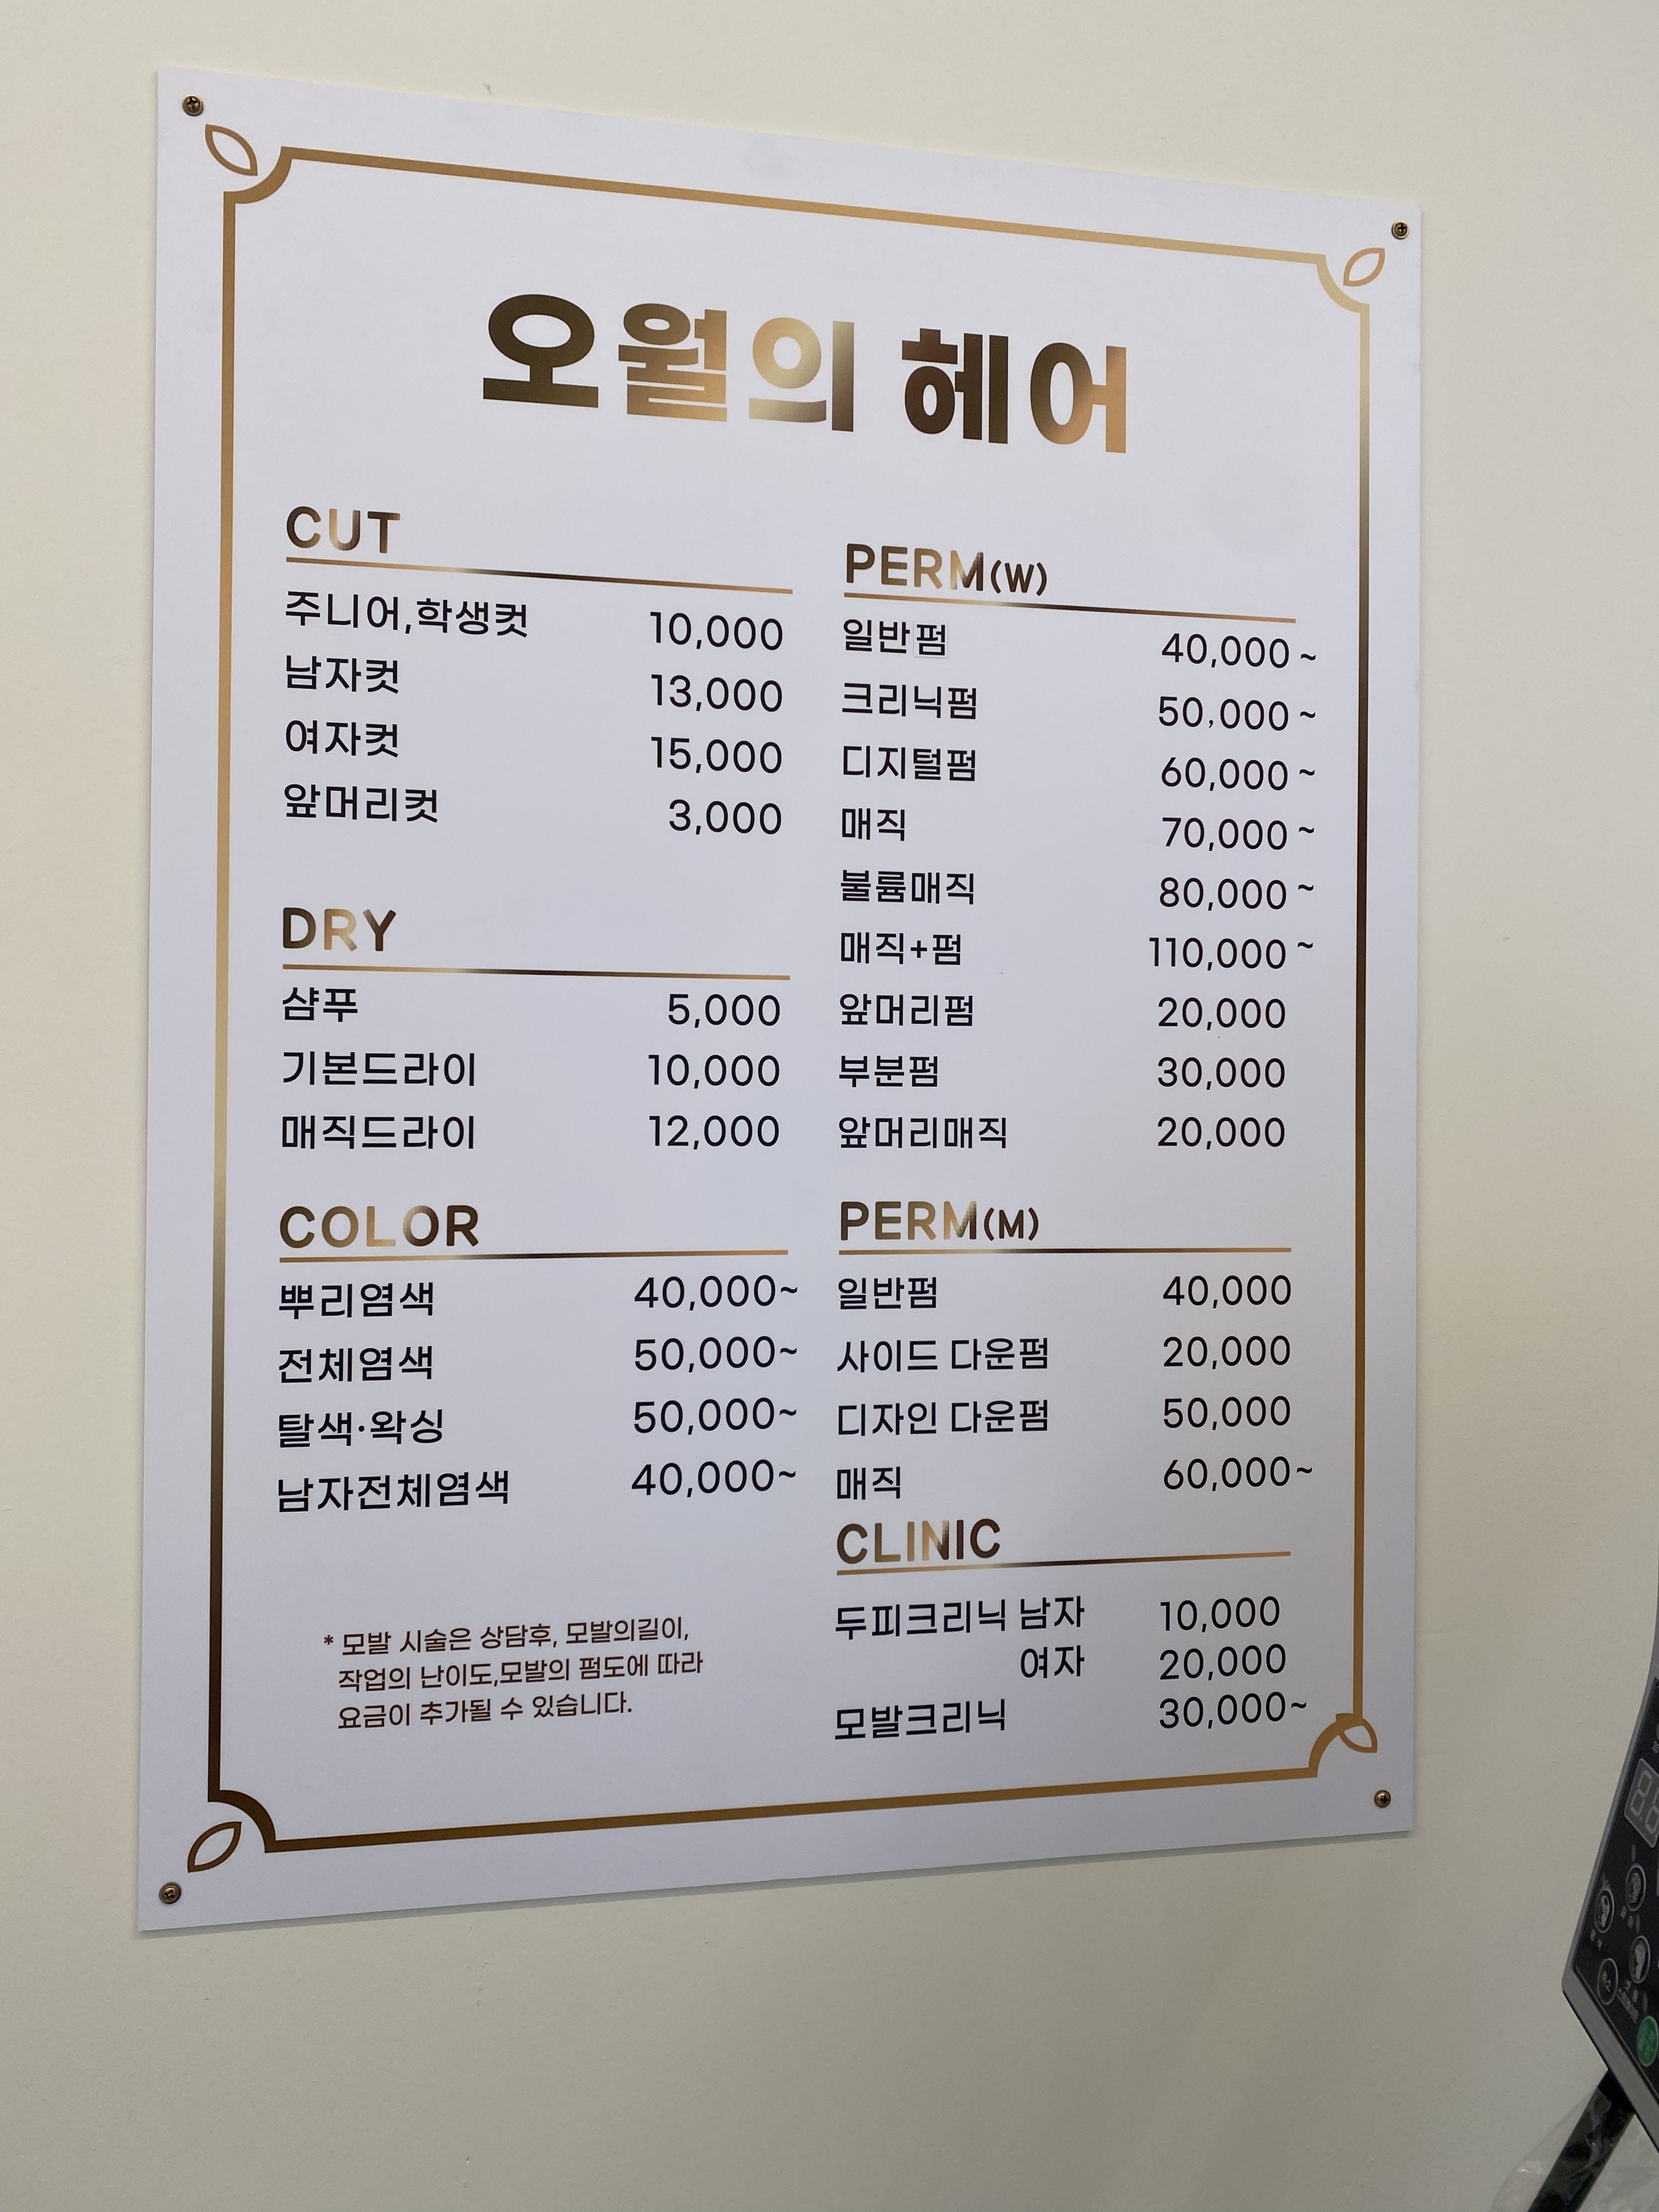 오월의 헤어
CUT
주니어,학생컷 10,000
남자컷 13,000
여자컷 15,000
앞머리컷 3,000
DRY
샴푸 5,000
기본드라이 10,000
매직드라이 12,000
COLOR
뿌리염색 40,000~
전체염색 50,000~
탈색·왁싱 50,000~
남자전체염색 40,000~
* 모발 시술은 상담후, 모발의길이,
작업의 난이도,모발의 펌도에 따라
요금이 추가될 수 있습니다.
PERM(W)
일반펌 40,000 ~
크리닉펌 50,000 ~
디지털펌 60,000 ~
매직 70,000 ~
불륨매직 80,000 ~
매직+펌 110,000 ~
앞머리펌 20,000
부분펌 30,000
앞머리매직 20,000
PERM(M)
일반펌 40,000
사이드 다운펌 20,000
디자인 다운펌 50,000
매직 60,000~
CLINIC
두피크리닉 남자 10,000
여자 20,000
모발크리닉 30,000~